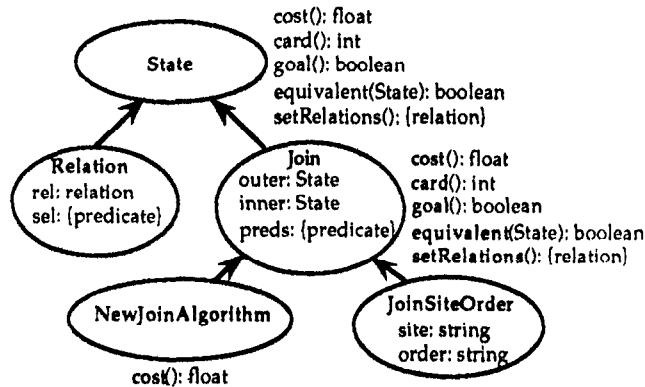 cost(): float
card(): int
State
goal(): boolean
equivalent(State): boolean
setRelations(): {relation}
Relation
rel: relation
sel: {predicate}
Join
outer: State
inner: State
preds: {predicate}
cost(): float
card(): int
goal(): boolean
equivalent(State): boolean
setRelations(): {relation}
NewJoinAlgorithm
cost(): float
JoinSiteOrder
site: string
order: string